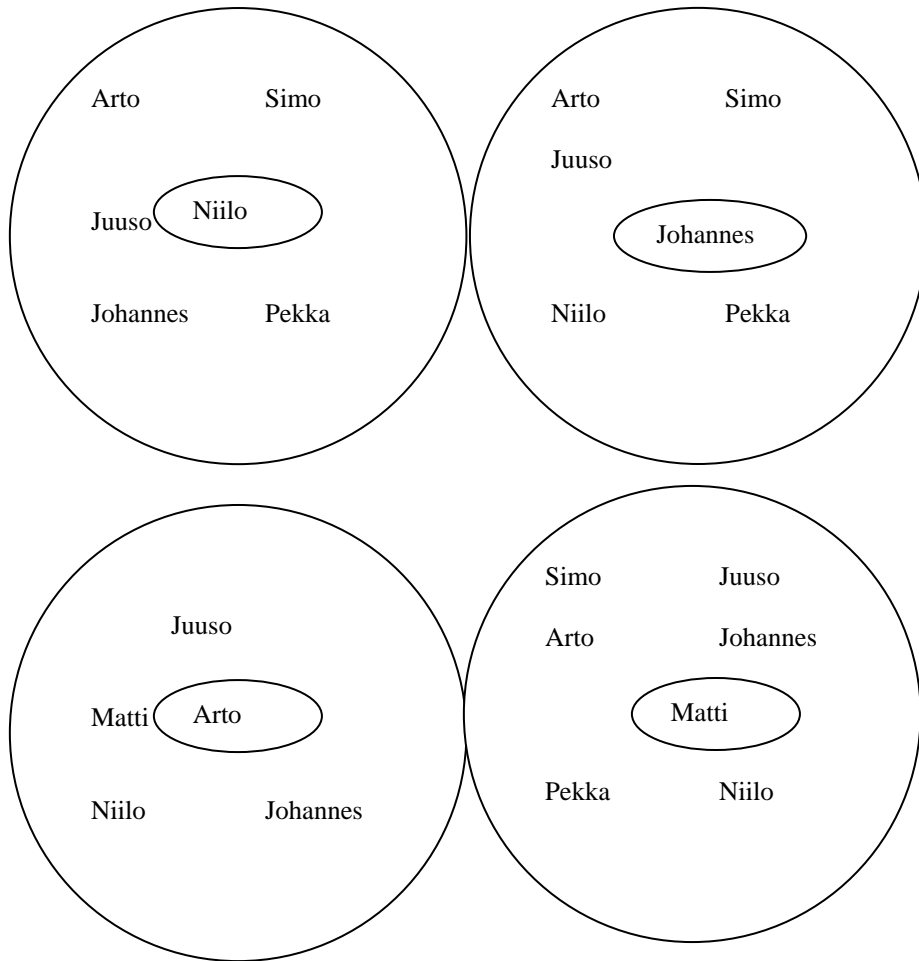 Arto Simo
Niilo
Juuso
Johannes Pekka
Arto Simo
Juuso
Johannes
Niilo Pekka
Juuso
Matti Arto
Niilo Johannes
Simo Juuso
Arto Johannes
Matti
Pekka Niilo